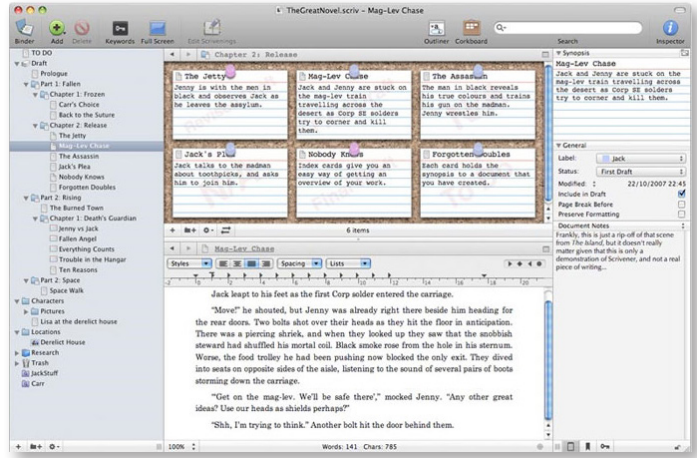 TheGreatNovel.scriv – Mag-Lev Chase
Binder
Add
Delete
Keywords
Full Screen
Edit Scrivenings
Outliner
Corkboard
Search
Inspector
TO DO
Draft
Prologue
Part 1: Fallen
Chapter 1: Frozen
Carr's Choice
Back to the Suture
Chapter 2: Release
The Jetty
Mag-Lev Chase
The Assassin
Jack's Plea
Nobody Knows
Forgotten Doubles
Part 2: Rising
The Burned Town
Chapter 1: Death's Guardian
Jenny vs Jack
Fallen Angel
Everything Counts
Trouble in the Hangar
Ten Reasons
Part 2: Space
Space Walk
Characters
Pictures
Lisa at the derelict house
Locations
Derelict House
Research
Trash
JackStuff
Carr
Chapter 2: Release
The Jetty
Jenny is with the men in
black and observes Jack as
he leaves the assylum.
Mag-Lev Chase
Jack and Jenny are stuck on
the mag-lev train
travelling across the
desert as Corp SE solders
try to corner and kill
them.
The Assassin
The man in black reveals
his true colours and trains
his gun on the madman.
Jenny wrestles him.
Jack's Plea
Jack talks to the madman
about toothpicks, and asks
him to join him.
Nobody Knows
Index cards give you an
easy way of getting an
overview of your work.
Forgotten Doubles
Each card holds the
synopsis to a document that
you have created.
6 items
Mag-Lev Chase
Styles
Spacing
Lists
0 2 4 6 8 10 12 14 16 18 20
Jack leapt to his feet as the first Corp solder entered the carriage.
"Move!" he shouted, but Jenny was already right there beside him heading for
the rear doors. Two bolts shot over their heads as they hit the floor in anticipation.
There was a piercing shriek, and when they looked up they saw that the snobbish
steward had shuffled his mortal coil. Black smoke rose from the hole in his sternum.
Worse, the food trolley he had been pushing now blocked the only exit. They dived
into seats on opposite sides of the aisle, listening to the sound of several pairs of boots
storming down the carriage.
"'Get on the mag-lev. We'll be safe there'," mocked Jenny. "Any other great
ideas? Use our heads as shields perhaps?"
"Shh, I'm trying to think." Another bolt hit the door behind them.
100%
Words: 141 Chars: 785
Synopsis
Mag-Lev Chase
Jack and Jenny are stuck on the
mag-lev train travelling across
the desert as Corp SE solders
try to corner and kill them.
General
Label: Jack
Status: First Draft
Modified: 22/10/2007 22:45
Include in Draft
Page Break Before
Preserve Formatting
Document Notes
Frankly, this is just a rip-off of that scene
from The Island, but it doesn't really
matter given that this is only a
demonstration of Scrivener, and not a real
piece of writing...